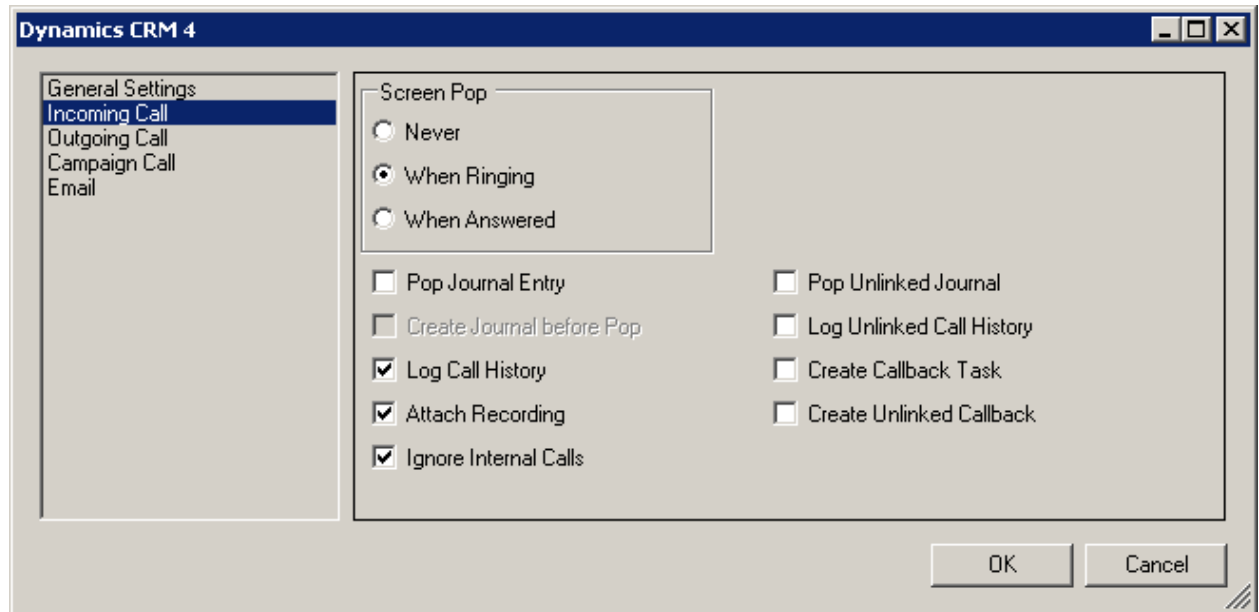 Dynamics CRM 4
General Settings
Incoming Call
Outgoing Call
Campaign Call
Email
Screen Pop
Never
When Ringing
When Answered
Pop Journal Entry
Create Journal before Pop
Log Call History
Attach Recording
Ignore Internal Calls
Pop Unlinked Journal
Log Unlinked Call History
Create Callback Task
Create Unlinked Callback
OK
Cancel